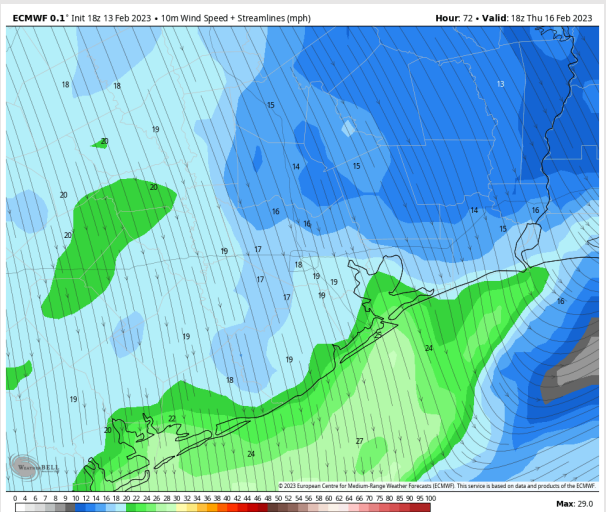 ECMWF 0.1° Init 18z 13 Feb 2023 • 10m Wind Speed + Streamlines (mph)
Hour: 72 • Valid: 18z Thu 16 Feb 2023
13
18 18
15
19
20
14 15
20 20
16 16 14 16
15
20
19 17
18
17 19 19
17 19
16
19 25
24
19
18
19
22
20
24
27
WeatherBELL
© 2023 European Centre for Medium-Range Weather Forecasts (ECMWF). This service is based on data and products of the ECMWF.
0 4 6 7 8 9 10 12 14 16 18 20 22 24 26 28 30 32 34 36 38 40 42 44 46 48 50 52 56 58 60 62 64 66 70 75 80 85 90 95 100
Max: 29.0